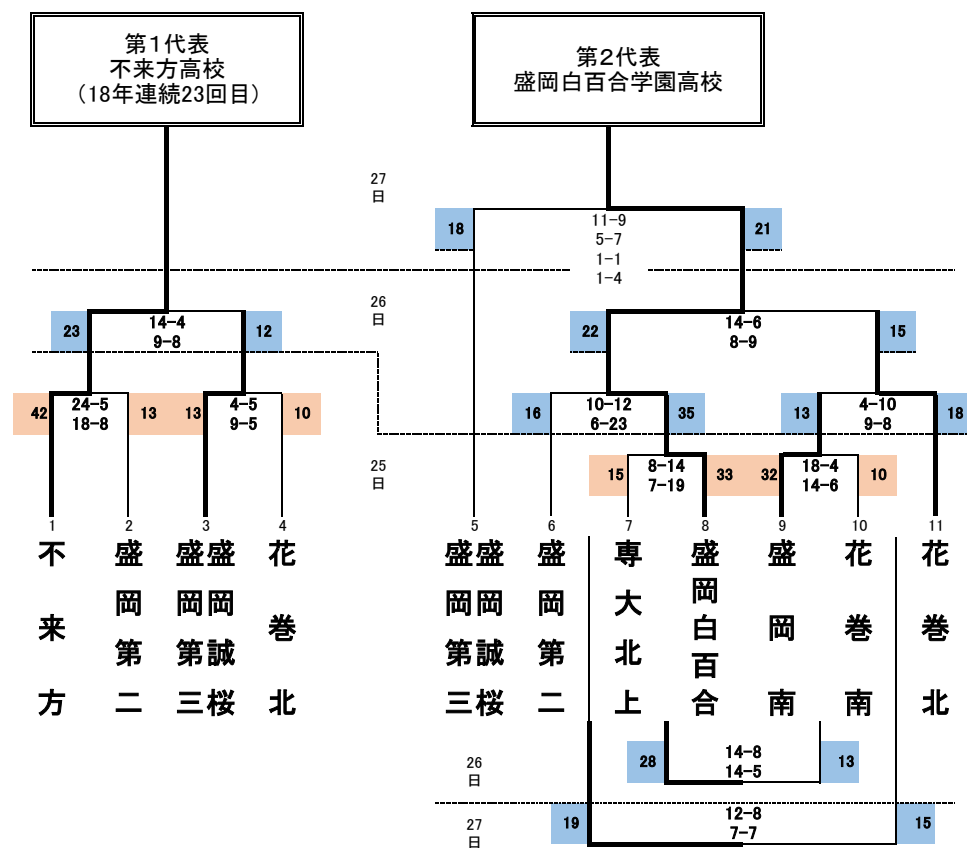 第1代表
不来方高校
（18年連続23回目）
第2代表
盛岡白百合学園高校
27
日
18
11-9
5-7
1-1
1-4
21
26
日
23
14-4
9-8
12
22
14-6
8-9
15
42
24-5
18-8
13
13
4-5
9-5
10
16
10-12
6-23
35
13
4-10
9-8
18
25
日
15
8-14
7-19
33
32
18-4
14-6
10
1
2
3
4
5
6
7
8
9
10
11
不来方
盛岡第二
盛岡第三
盛岡誠桜
花巻北
盛岡第三
盛岡誠桜
盛岡第二
専大北上
盛岡白百合
盛岡南
花巻南
花巻北
26
日
28
14-8
14-5
13
27
日
19
12-8
7-7
15